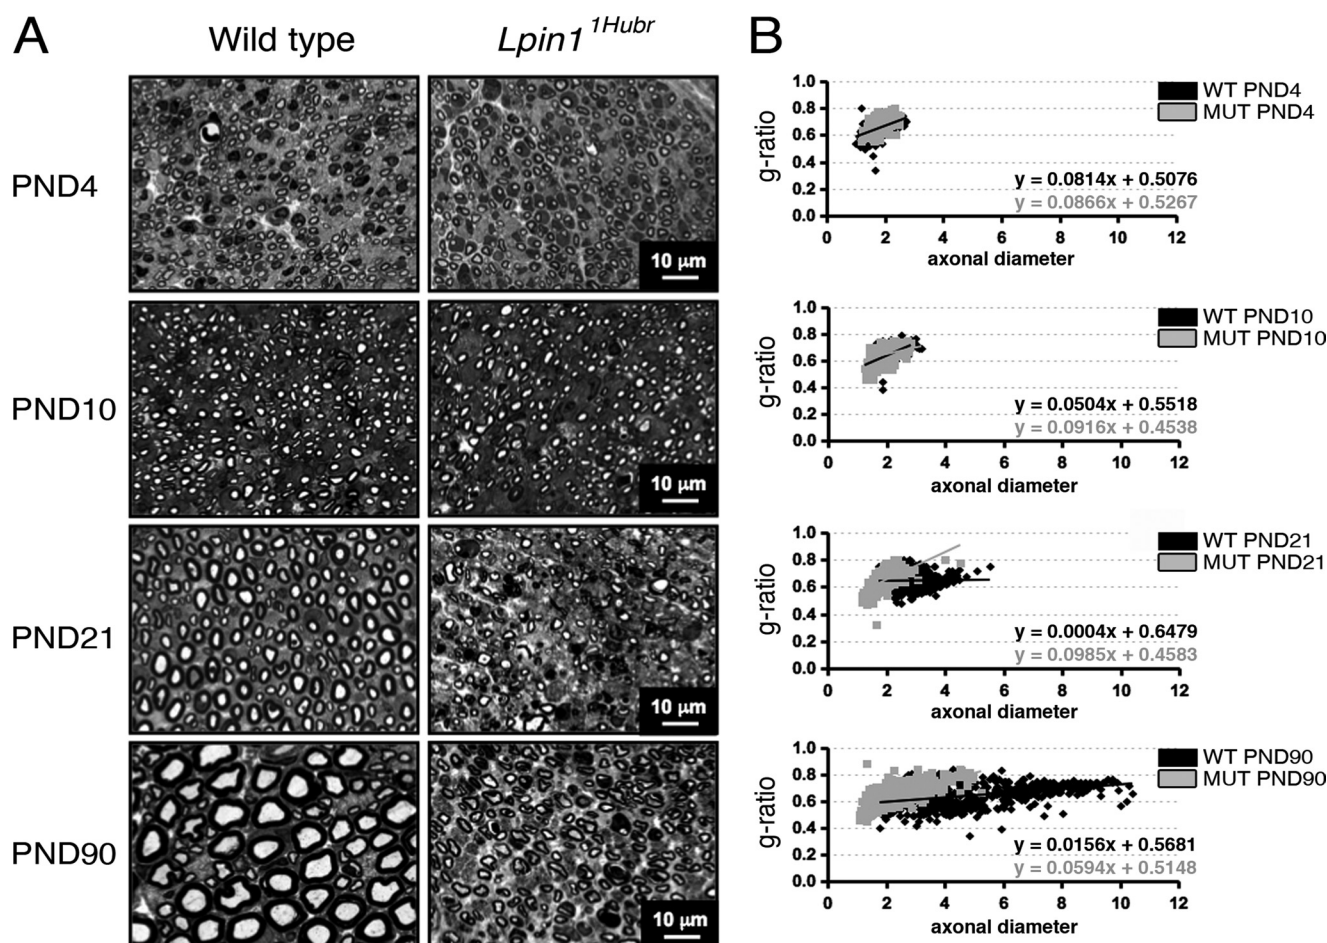 A
Wild type
Lpin1 1Hubr
B
PND4
10 µm
1.0
0.8
0.6
0.4
0.2
0.0
g-ratio
WT PND4
MUT PND4
y = 0.0814x + 0.5076
y = 0.0866x + 0.5267
0 2 4 6 8 10 12
axonal diameter
PND10
10 µm
1.0
0.8
0.6
0.4
0.2
0.0
g-ratio
WT PND10
MUT PND10
y = 0.0504x + 0.5518
y = 0.0916x + 0.4538
0 2 4 6 8 10 12
axonal diameter
PND21
10 µm
1.0
0.8
0.6
0.4
0.2
0.0
g-ratio
WT PND21
MUT PND21
y = 0.0004x + 0.6479
y = 0.0985x + 0.4583
0 2 4 6 8 10 12
axonal diameter
PND90
10 µm
1.0
0.8
0.6
0.4
0.2
0.0
g-ratio
WT PND90
MUT PND90
y = 0.0156x + 0.5681
y = 0.0594x + 0.5148
0 2 4 6 8 10 12
axonal diameter